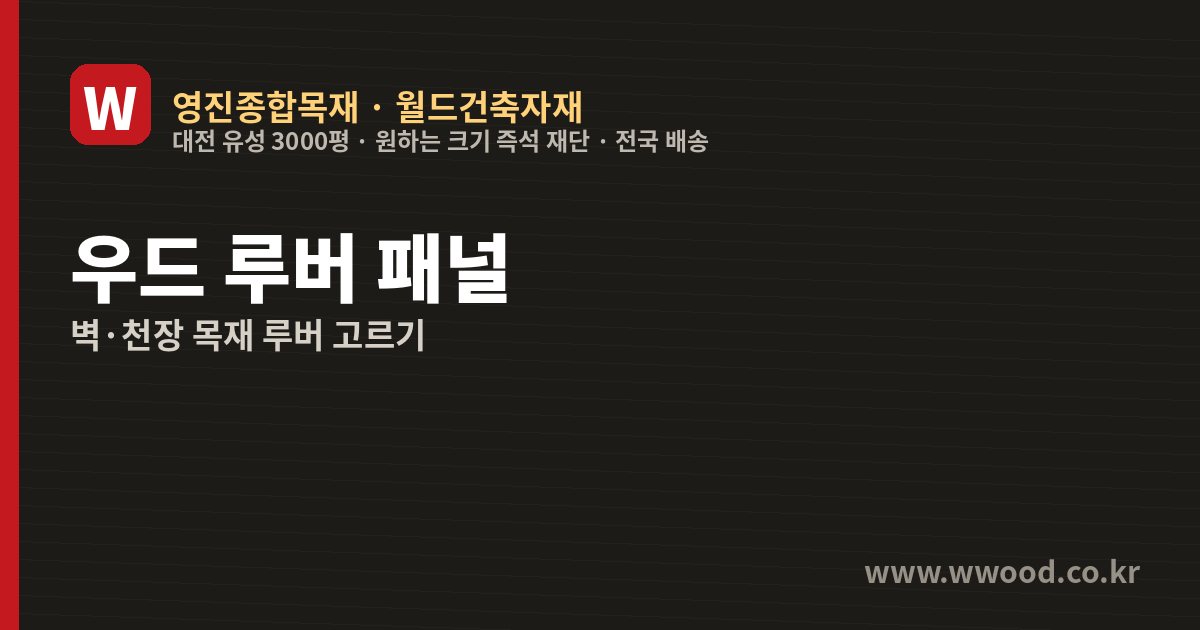 W
영진종합목재 · 월드건축자재
대전 유성 3000평 · 원하는 크기 즉석 재단 · 전국 배송
우드 루버 패널
벽·천장 목재 루버 고르기
www.wwood.co.kr